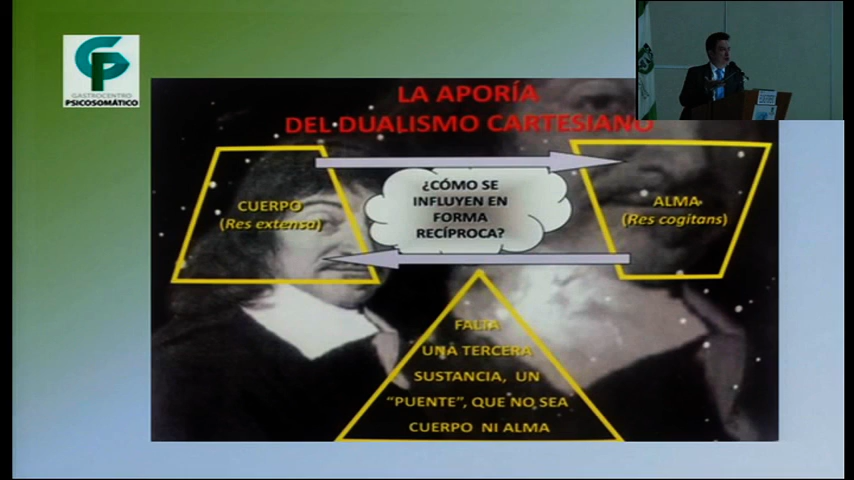 GASTROCENTRO
PSICOSOMÁTICO
LA APORÍA
DEL DUALISMO CARTESIANO
¿CÓMO SE
INFLUYEN EN
FORMA
RECÍPROCA?
CUERPO
(Res extensa)
ALMA
(Res cogitans)
FALTA
UNA TERCERA
SUSTANCIA, UN
“PUENTE”, QUE NO SEA
CUERPO NI ALMA